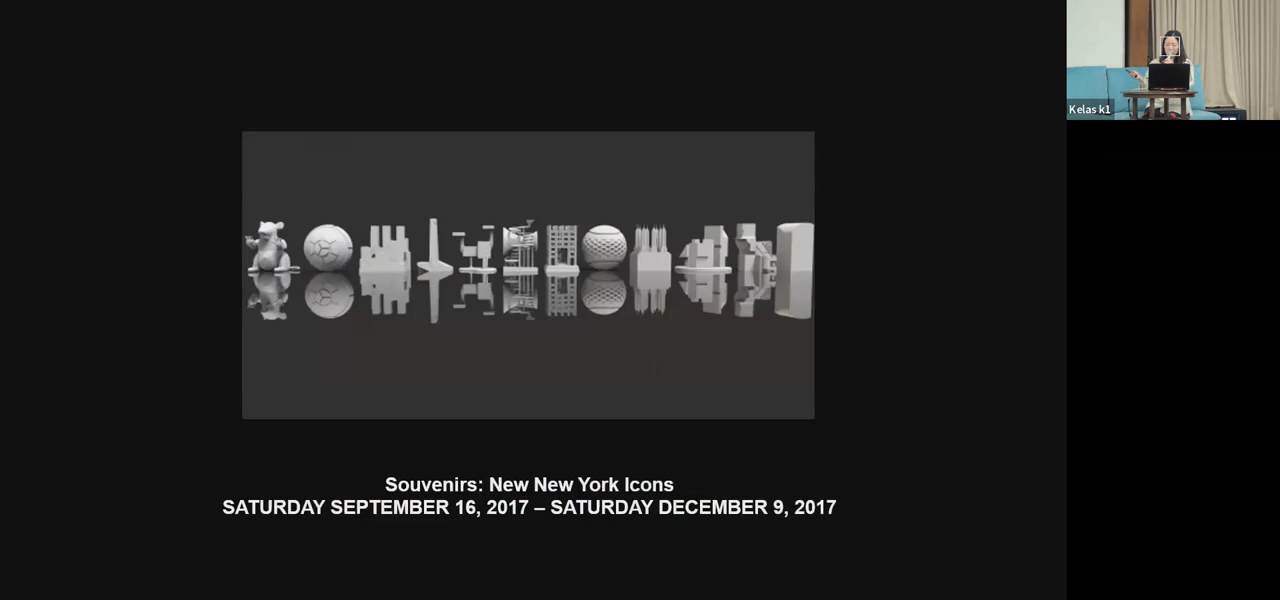 Souvenirs: New New York Icons
SATURDAY SEPTEMBER 16, 2017 – SATURDAY DECEMBER 9, 2017
Kelas k1